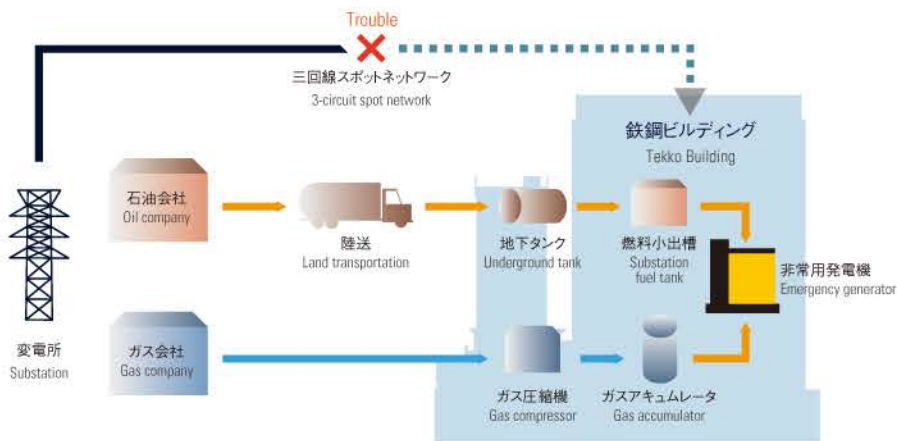 Trouble
三回線スポットネットワーク
3-circuit spot network
鉄鋼ビルディング
Tekko Building
石油会社
Oil company
陸送
Land transportation
地下タンク
Underground tank
燃料小出槽
Substation
fuel tank
非常用発電機
Emergency generator
変電所
Substation
ガス会社
Gas company
ガス圧縮機
Gas compressor
ガスアキュムレータ
Gas accumulator